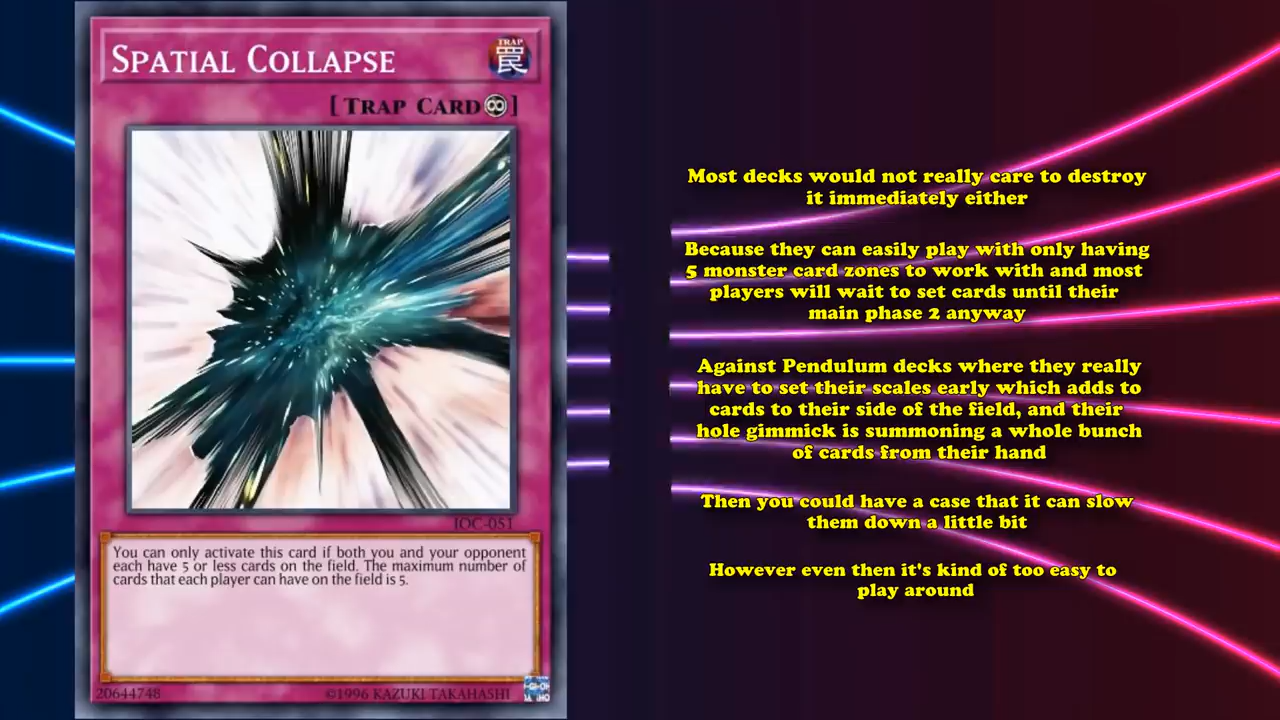 SPATIAL COLLAPSE
TRAP
罠
[TRAP CARD∞]
IOC-051
You can only activate this card if both you and your opponent
each have 5 or less cards on the field. The maximum number of
cards that each player can have on the field is 5.
20644748
©1996 KAZUKI TAKAHASHI
Most decks would not really care to destroy
it immediately either
Because they can easily play with only having
5 monster card zones to work with and most
players will wait to set cards until their
main phase 2 anyway
Against Pendulum decks where they really
have to set their scales early which adds to
cards to their side of the field, and their
hole gimmick is summoning a whole bunch
of cards from their hand
Then you could have a case that it can slow
them down a little bit
However even then it's kind of too easy to
play around